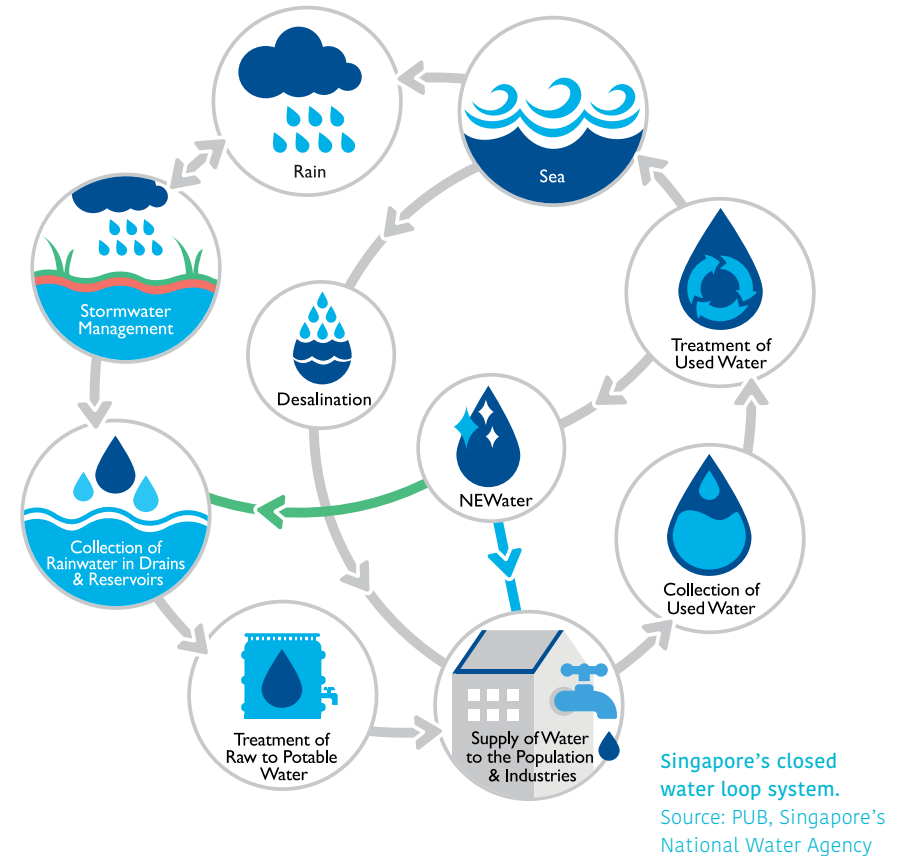 Rain
Sea
Stormwater
Management
Treatment of
Used Water
Desalination
NEWater
Collection of
Rainwater in Drains
& Reservoirs
Collection of
Used Water
Treatment of
Raw to Potable
Water
Supply of Water
to the Population
& Industries
Singapore's closed
water loop system.
Source: PUB, Singapore's
National Water Agency